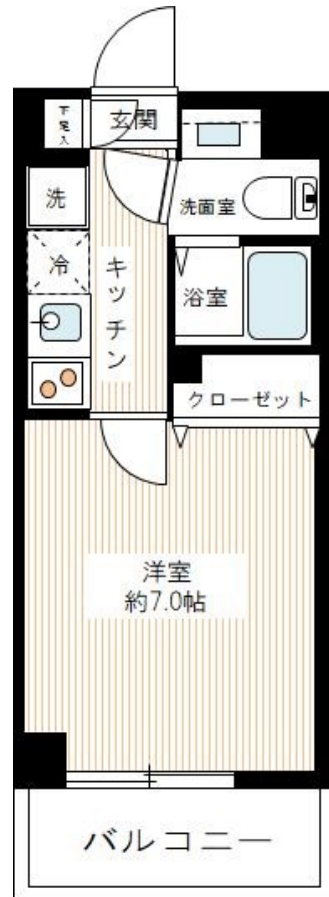 下足入
玄関
洗面室
洗
冷
キッチン
浴室
クローゼット
洋室
約7.0帖
バルコニー